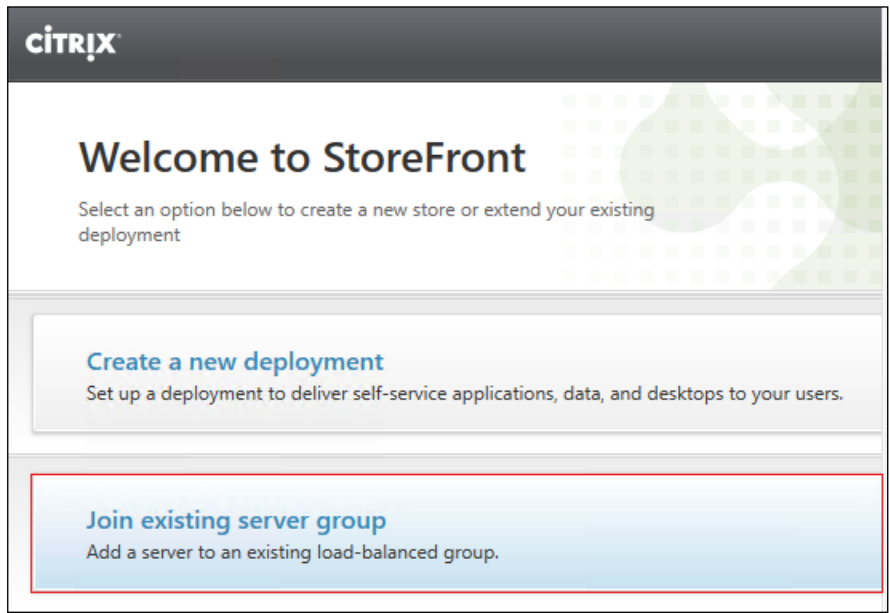 CİTRIX
Welcome to StoreFront
Select an option below to create a new store or extend your existing
deployment
Create a new deployment
Set up a deployment to deliver self-service applications, data, and desktops to your users.
Join existing server group
Add a server to an existing load-balanced group.